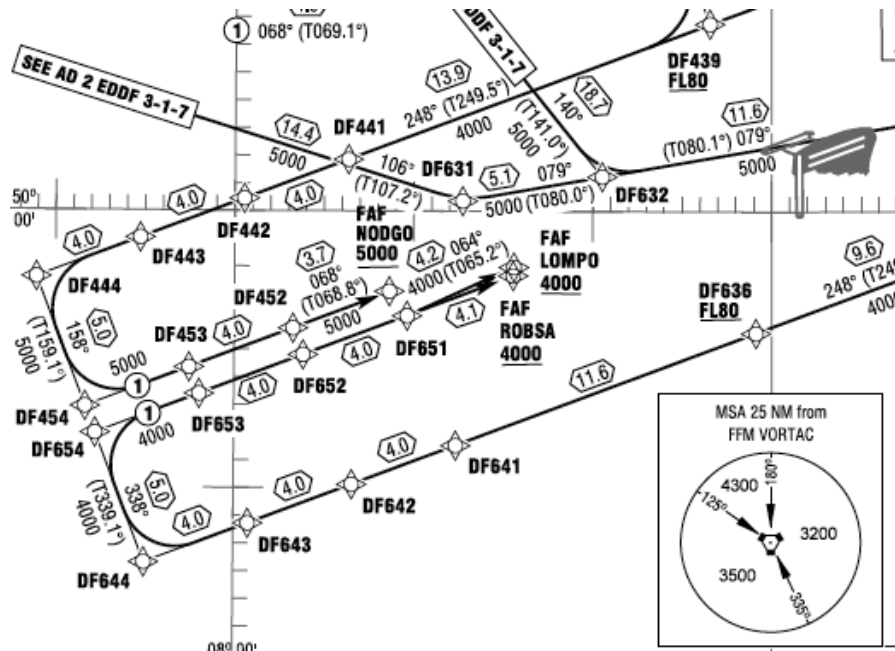 1 068° (T069.1°)
SEE AD 2 EDDF 3-1-7
EDDF 3-1-7
DF439
FL80
13.9
248° (T249.5°)
4000
18.7
140°
(T141.0°)
5000
11.6
(T080.1°) 079°
5000
14.4
5000
DF441
106°
(T107.2°)
DF631
5.1
079°
5000 (T080.0°)
DF632
50°
00'
4.0
4.0
DF442
4.0
DF443
DF444
FAF
NODGO
5000
3.7
068°
(T068.8°)
5000
4.2
064°
4000 (T065.2°)
FAF
LOMPO
4000
FAF
ROBSA
4000
4.1
DF452
4.0
DF453
5000
1
5.0
158°
(T159.1°)
5000
DF454
DF651
4.0
DF652
4.0
DF653
1
4000
DF654
DF636
FL80
9.6
248° (T24
400
11.6
DF641
4.0
DF642
4.0
DF643
4.0
5.0
338°
(T339.1°)
4000
DF644
08° 00'
MSA 25 NM from
FFM VORTAC
4300
180°
125°
3200
3500
335°